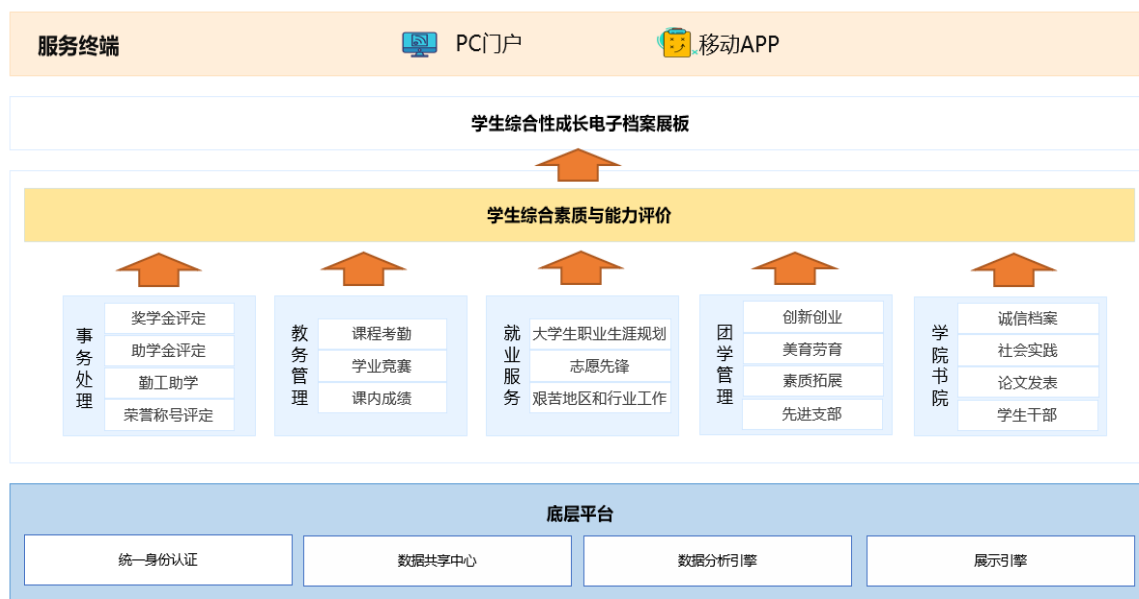 服务终端
PC门户
移动APP
学生综合性成长电子档案展板
学生综合素质与能力评价
事务处理
奖学金评定
助学金评定
勤工助学
荣誉称号评定
教务管理
课程考勤
学业竞赛
课内成绩
就业服务
大学生职业生涯规划
志愿先锋
艰苦地区和行业工作
团学管理
创新创业
美育劳育
素质拓展
先进支部
学院书院
诚信档案
社会实践
论文发表
学生干部
底层平台
统一身份认证
数据共享中心
数据分析引擎
展示引擎